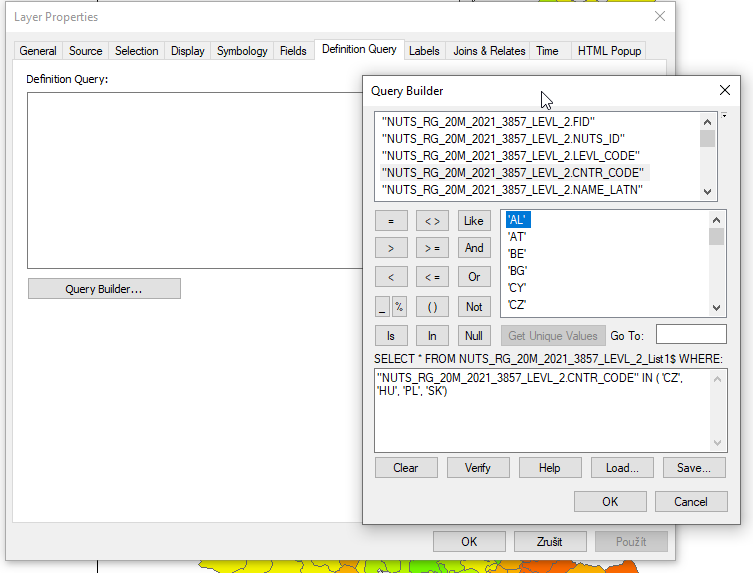 Layer Properties
General Source Selection Display Symbology Fields Definition Query Labels Joins & Relates Time HTML Popup
Definition Query:
Query Builder...
OK Zrušit Použít
Query Builder
"NUTS_RG_20M_2021_3857_LEVL_2.FID"
"NUTS_RG_20M_2021_3857_LEVL_2.NUTS_ID"
"NUTS_RG_20M_2021_3857_LEVL_2.LEVL_CODE"
"NUTS_RG_20M_2021_3857_LEVL_2.CNTR_CODE"
"NUTS_RG_20M_2021_3857_LEVL_2.NAME_LATN"
= < > Like
> > = And
< < = Or
_ % ( ) Not
Is In Null
'AL'
'AT'
'BE'
'BG'
'CY'
'CZ'
Get Unique Values Go To:
SELECT * FROM NUTS_RG_20M_2021_3857_LEVL_2_List1$ WHERE:
"NUTS_RG_20M_2021_3857_LEVL_2.CNTR_CODE" IN ( 'CZ',
'HU', 'PL', 'SK')
Clear Verify Help Load... Save...
OK Cancel